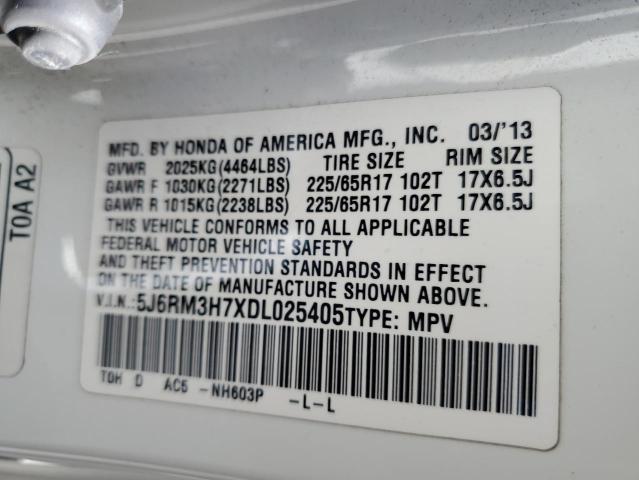 MFD. BY HONDA OF AMERICA MFG., INC. 03/'13
GVWR 2025KG(4464LBS) TIRE SIZE RIM SIZE
GAWR F 1030KG(2271LBS) 225/65R17 102T 17X6.5J
GAWR R 1015KG(2238LBS) 225/65R17 102T 17X6.5J
THIS VEHICLE CONFORMS TO ALL APPLICABLE
FEDERAL MOTOR VEHICLE SAFETY
AND THEFT PREVENTION STANDARDS IN EFFECT
ON THE DATE OF MANUFACTURE SHOWN ABOVE.
V.I.N.:5J6RM3H7XDL025405TYPE: MPV
T0H D AC5 -NH603P -L-L
T0A A2